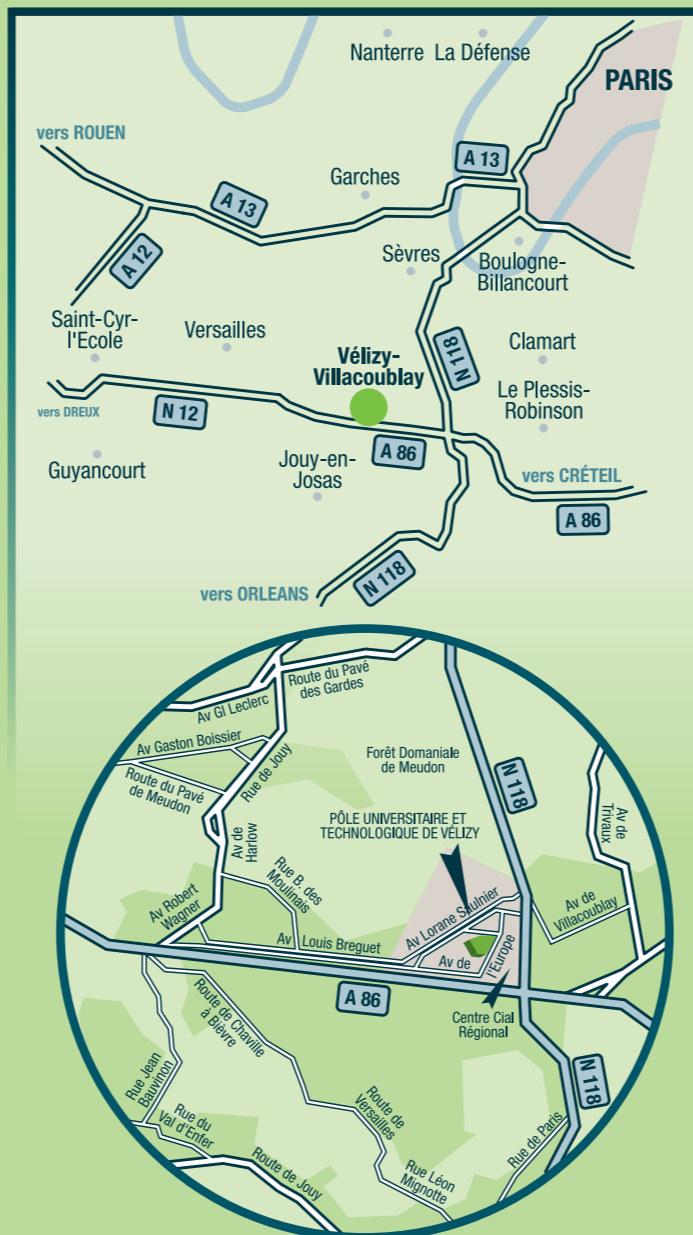 Nanterre La Défense
PARIS
vers ROUEN
A 13
Garches
A 13
A 12
Sèvres
Boulogne-
Billancourt
Saint-Cyr-
l'Ecole
Versailles
Vélizy-
Villacoublay
N 118
Clamart
Le Plessis-
Robinson
vers DREUX
N 12
A 86
Guyancourt
Jouy-en-
Josas
vers CRÉTEIL
A 86
N 118
vers ORLEANS
Route du Pavé
des Gardes
Av Gl Leclerc
Av Gaston Boissier
Rue de Jouy
Route du Pavé
de Meudon
Forêt Domaniale
de Meudon
N 118
Av de
Trivaux
PÔLE UNIVERSITAIRE ET
TECHNOLOGIQUE DE VÉLIZY
Av de
Harlow
Rue B. des
Moulinais
Av Robert
Wagner
Av Lorane Saulnier
Av de
Villacoublay
Av Louis Breguet
Av de
l'Europe
A 86
Centre Cial
Régional
Route de Chaville
à Bièvre
Rue Jean
Bauvinon
Rue du
Val d'Enfer
Route de
Versailles
N 118
Rue de Paris
Route de Jouy
Rue Léon
Mignotte